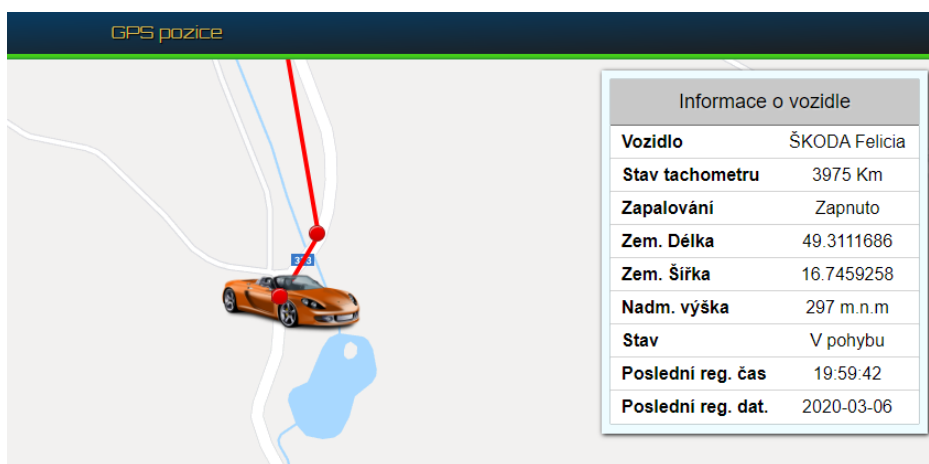 GPS pozice
Informace o vozidle
Vozidlo ŠKODA Felicia
Stav tachometru 3975 Km
Zapalování Zapnuto
Zem. Délka 49.3111686
Zem. Šířka 16.7459258
Nadm. výška 297 m.n.m
Stav V pohybu
Poslední reg. čas 19:59:42
Poslední reg. dat. 2020-03-06